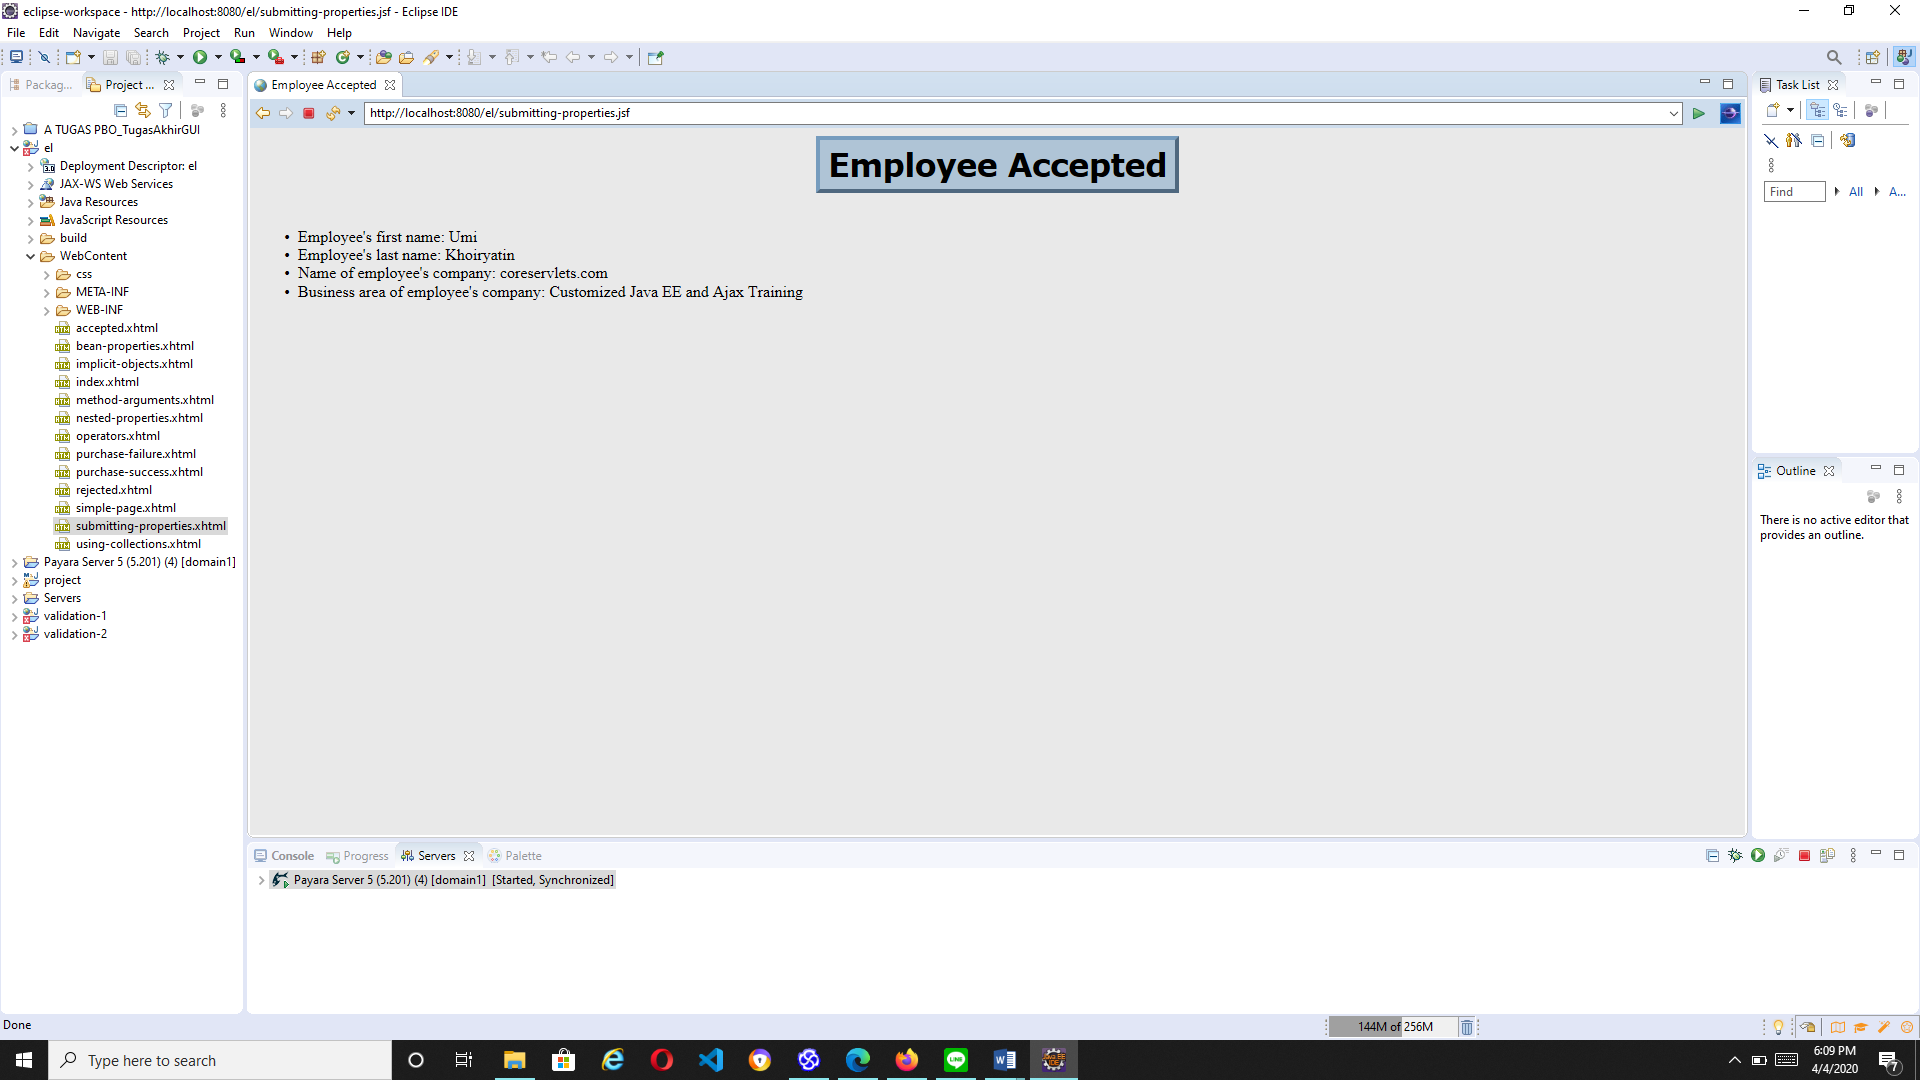 eclipse-workspace - http://localhost:8080/el/submitting-properties.jsf - Eclipse IDE
File Edit Navigate Search Project Run Window Help
Packag... Project ...
A TUGAS PBO_TugasAkhirGUI
el
Deployment Descriptor: el
JAX-WS Web Services
Java Resources
JavaScript Resources
build
WebContent
css
META-INF
WEB-INF
accepted.xhtml
bean-properties.xhtml
implicit-objects.xhtml
index.xhtml
method-arguments.xhtml
nested-properties.xhtml
operators.xhtml
purchase-failure.xhtml
purchase-success.xhtml
rejected.xhtml
simple-page.xhtml
submitting-properties.xhtml
using-collections.xhtml
Payara Server 5 (5.201) (4) [domain1]
project
Servers
validation-1
validation-2
Employee Accepted
http://localhost:8080/el/submitting-properties.jsf
Employee Accepted
• Employee's first name: Umi
• Employee's last name: Khoiryatin
• Name of employee's company: coreservlets.com
• Business area of employee's company: Customized Java EE and Ajax Training
Task List
Find All A...
Outline
There is no active editor that
provides an outline.
Console Progress Servers Palette
Payara Server 5 (5.201) (4) [domain1] [Started, Synchronized]
Done
144M of 256M
Type here to search
6:09 PM
4/4/2020
7